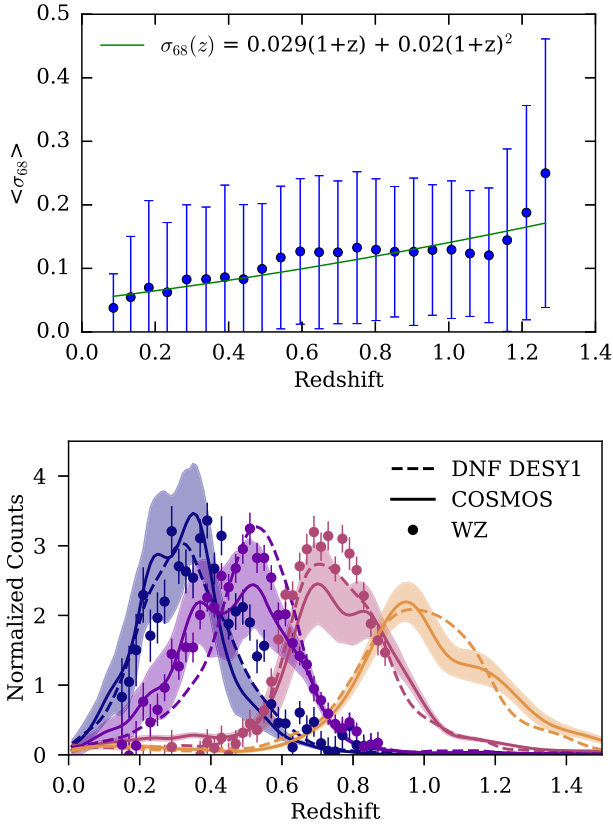 0.5
0.4
0.3
0.2
0.1
0.0
<σ68>
σ68(z) = 0.029(1+z) + 0.02(1+z)²
0.0 0.2 0.4 0.6 0.8 1.0 1.2 1.4
Redshift
4
3
2
1
0
Normalized Counts
DNF DESY1
COSMOS
WZ
0.0 0.2 0.4 0.6 0.8 1.0 1.2 1.4
Redshift